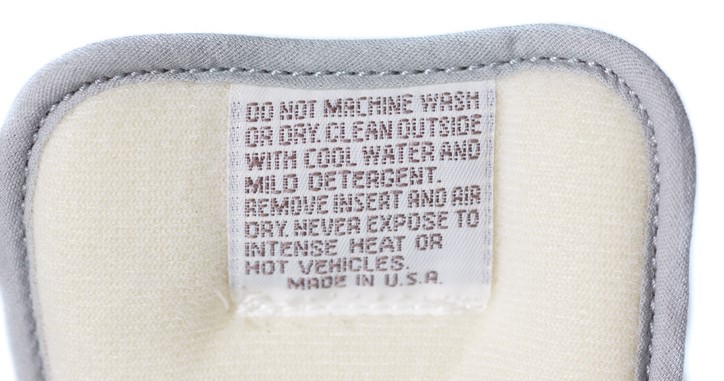 DO NOT MACHINE WASH
OR DRY. CLEAN OUTSIDE
WITH COOL WATER AND
MILD DETERGENT.
REMOVE INSERT AND AIR
DRY. NEVER EXPOSE TO
INTENSE HEAT OR
HOT VEHICLES.
MADE IN U.S.A.